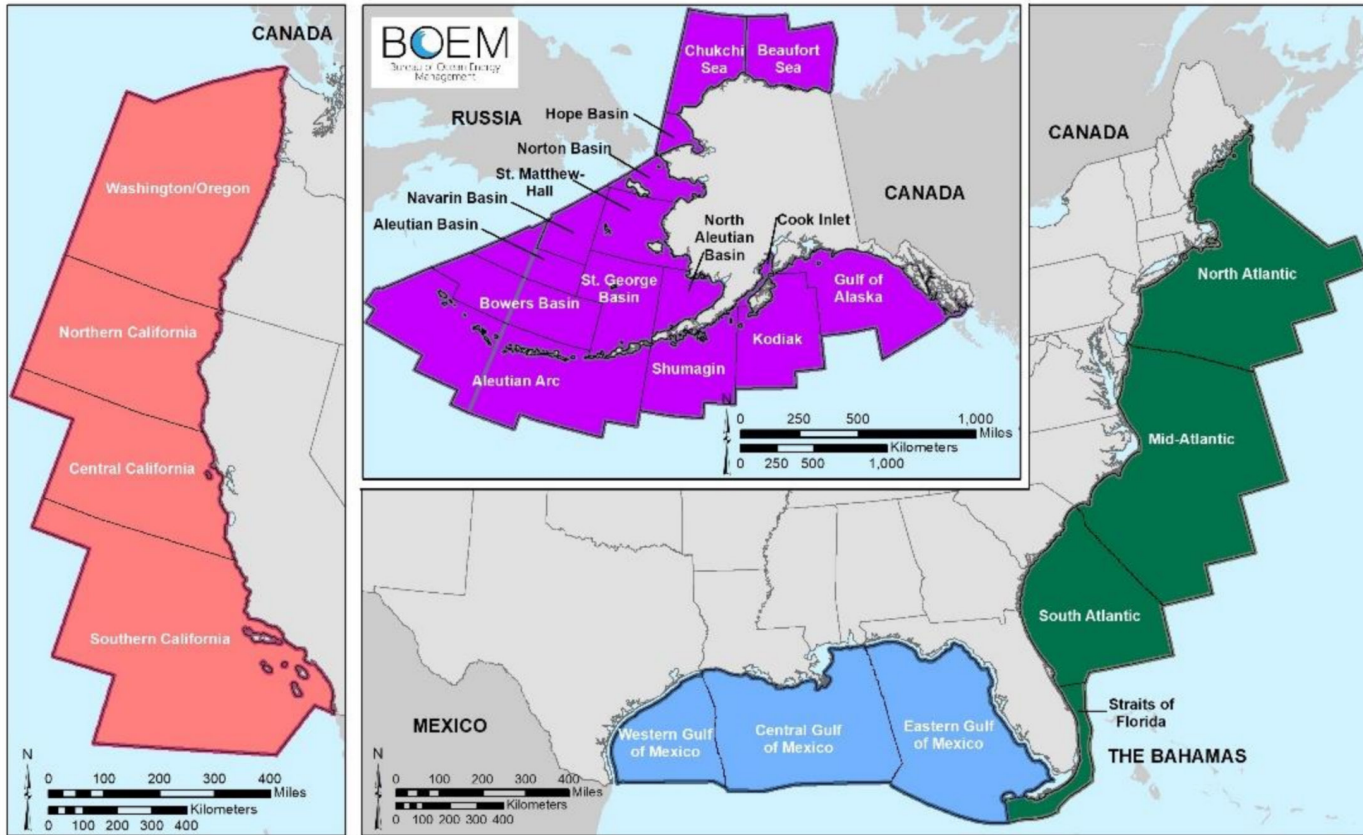 CANADA
Washington/Oregon
Northern California
Central California
Southern California
N
0 100 200 300 400
Miles
Kilometers
0 100 200 300 400
BOEM
Bureau of Ocean Energy
Management
Chukchi
Sea
Beaufort
Sea
RUSSIA
Hope Basin
Norton Basin
St. Matthew-
Hall
Navarin Basin
Aleutian Basin
CANADA
North
Aleutian
Basin
Cook Inlet
St. George
Basin
Bowers Basin
Gulf of
Alaska
Kodiak
Shumagin
Aleutian Arc
N
0 250 500 1,000
Miles
Kilometers
0 250 500 1,000
CANADA
North Atlantic
Mid-Atlantic
South Atlantic
Straits of
Florida
THE BAHAMAS
MEXICO
Western Gulf
of Mexico
Central Gulf
of Mexico
Eastern Gulf
of Mexico
N
0 100 200 300 400
Miles
Kilometers
0 100 200 300 400